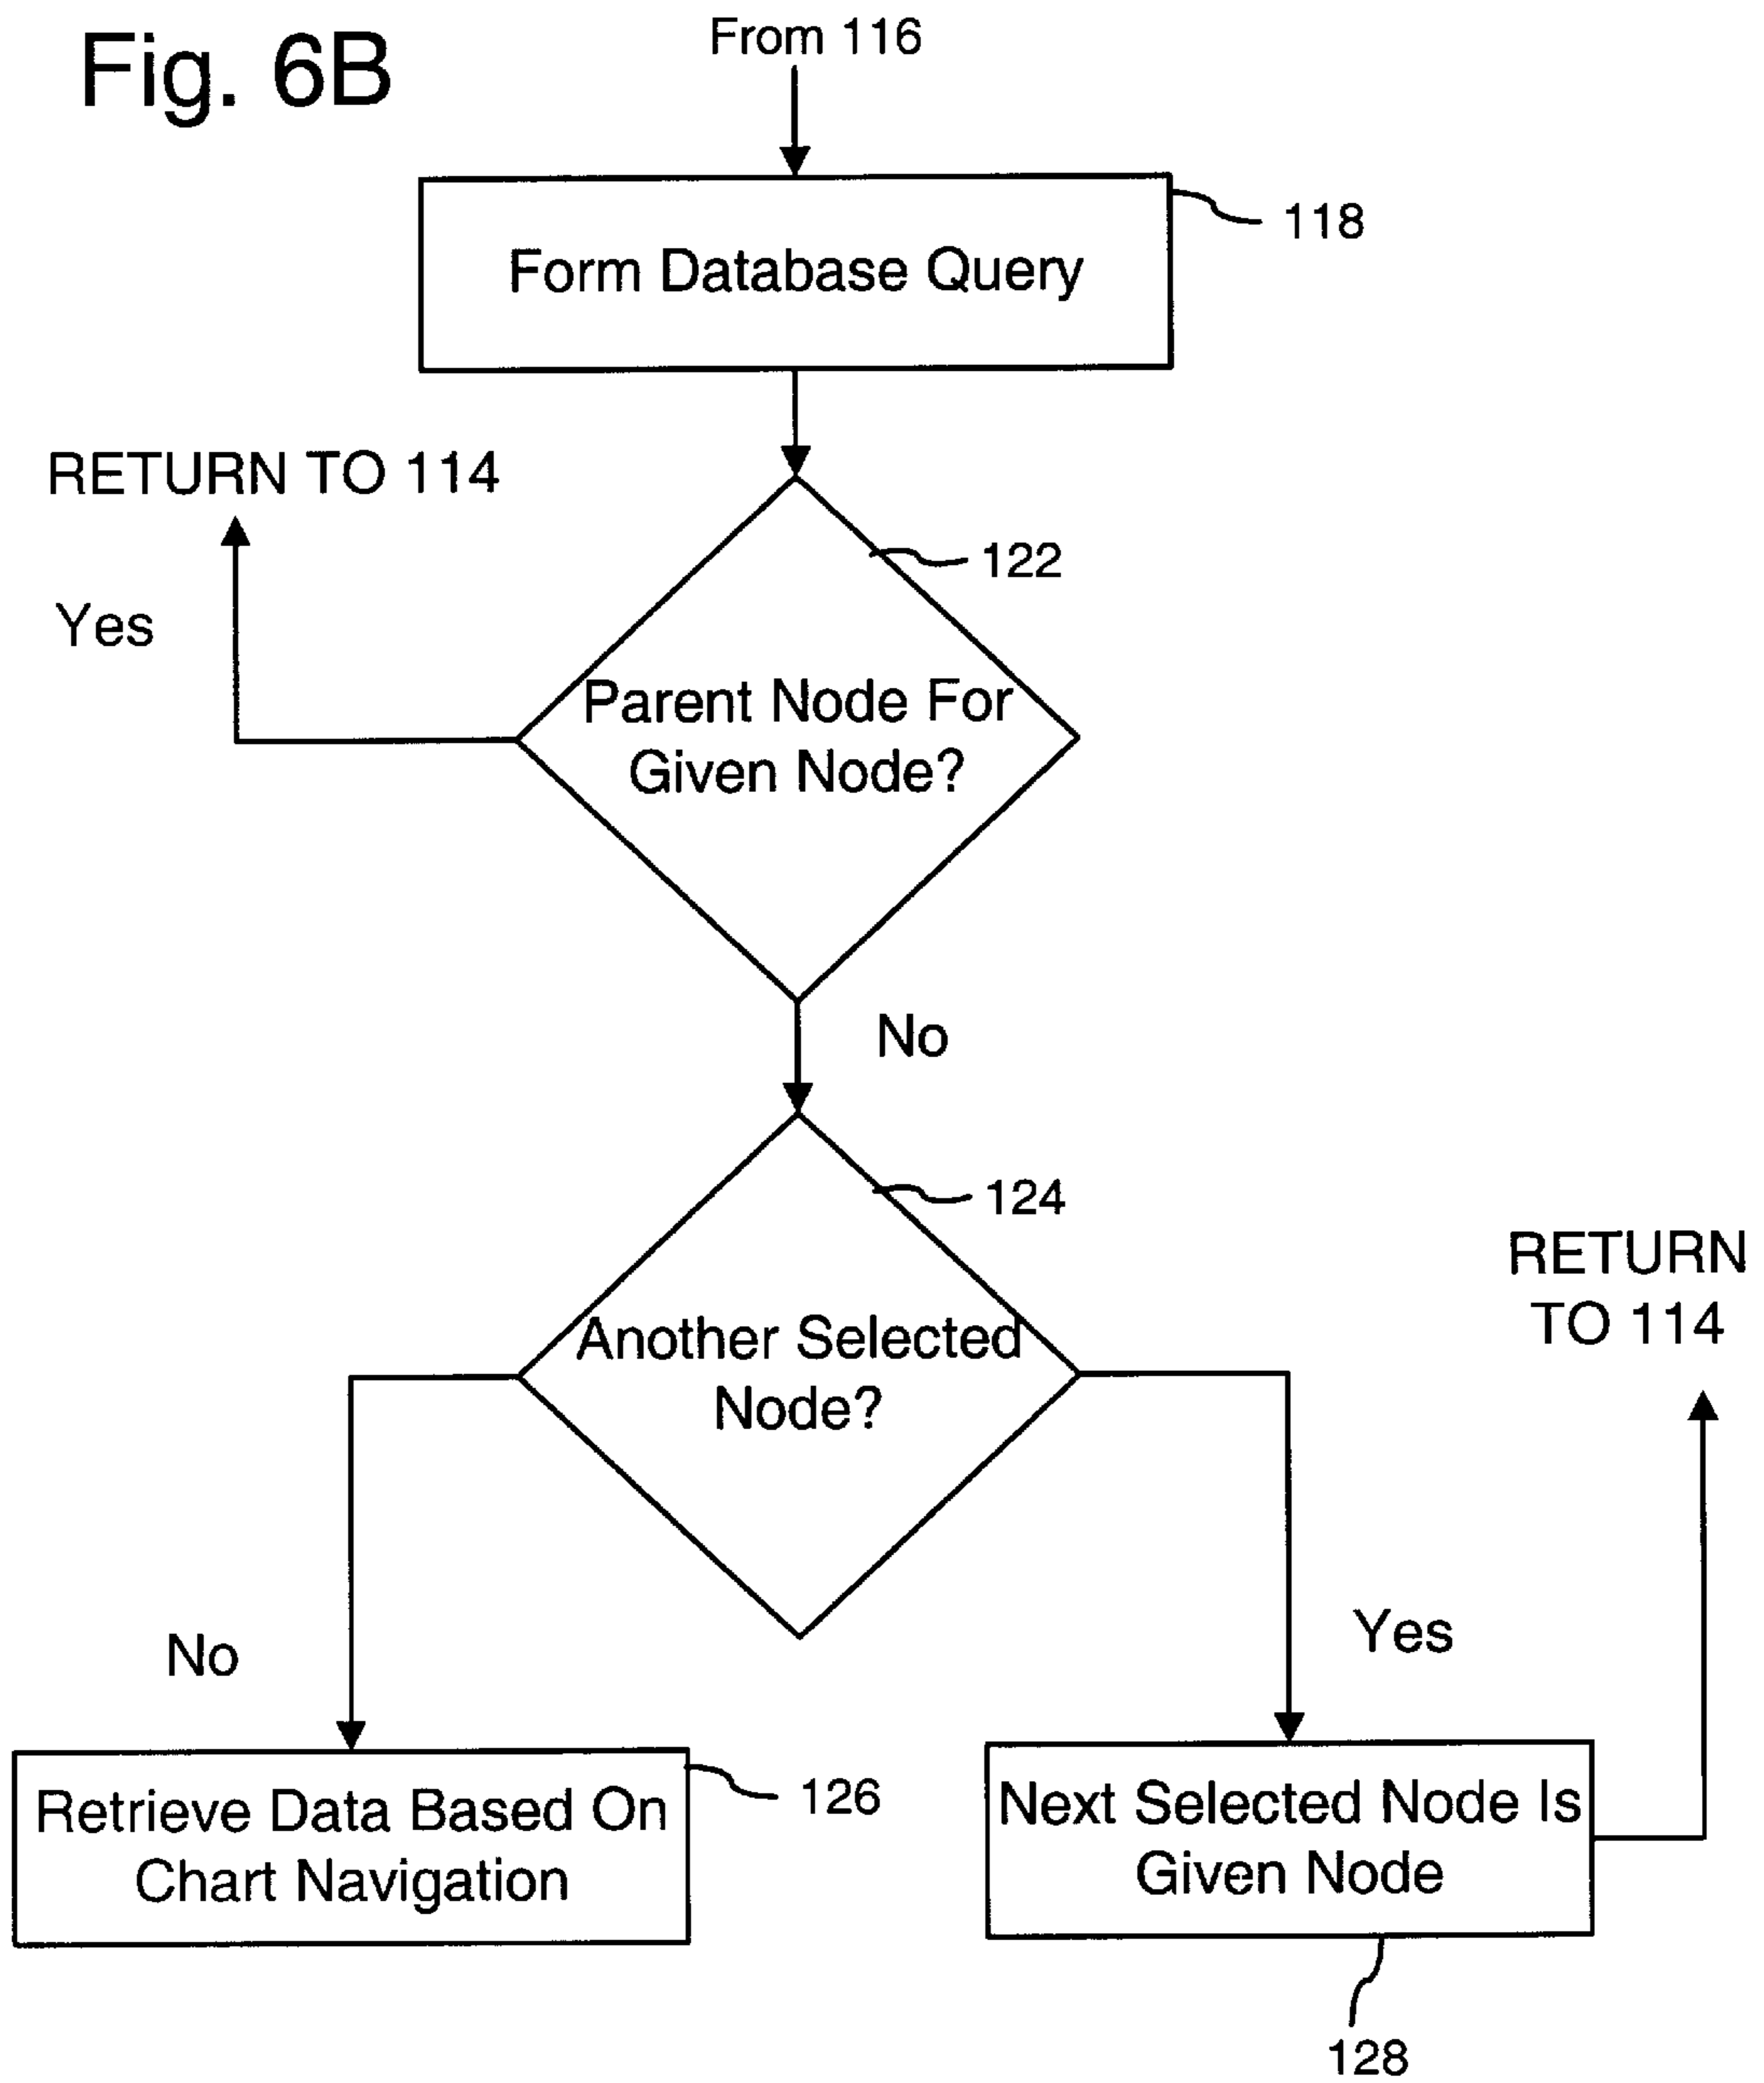 Fig. 6B
From 116
118
Form Database Query
RETURN TO 114
122
Yes
Parent Node For
Given Node?
No
124
RETURN
TO 114
Another Selected
Node?
No
Yes
126
Retrieve Data Based On
Chart Navigation
Next Selected Node Is
Given Node
128